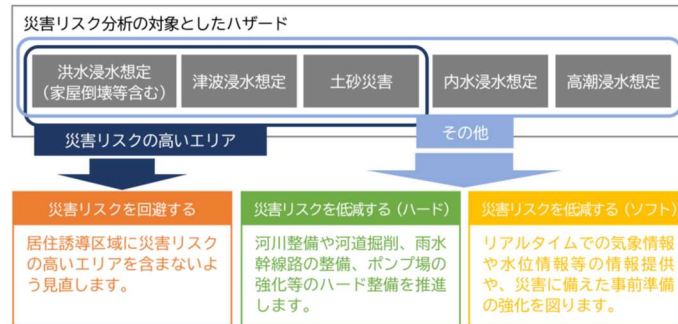 災害リスク分析の対象としたハザード
洪水浸水想定
(家屋倒壊等含む)
津波浸水想定
土砂災害
内水浸水想定
高潮浸水想定
災害リスクの高いエリア
その他
災害リスクを回避する
居住誘導区域に災害リスク
の高いエリアを含まないよ
う見直します。
災害リスクを低減する(ハード)
河川整備や河道掘削、雨水
幹線路の整備、ポンプ場の
強化等のハード整備を推進
します。
災害リスクを低減する(ソフト)
リアルタイムでの気象情報
や水位情報等の情報提供
や、災害に備えた事前準備
の強化を図ります。